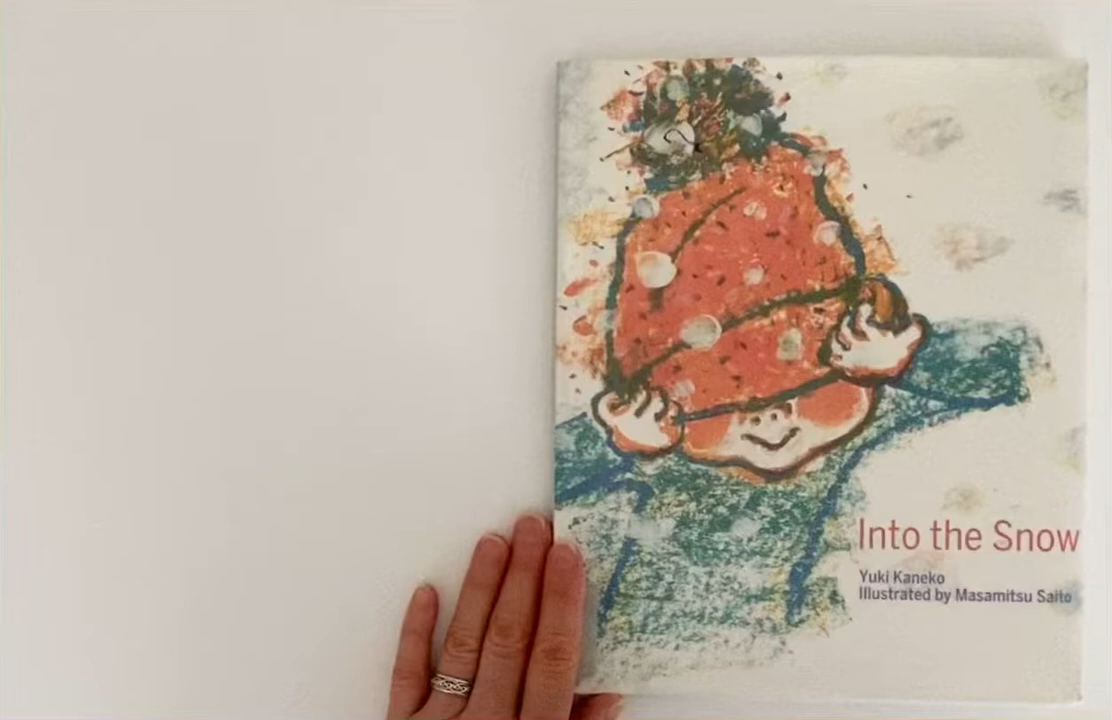 Into the Snow
Yuki Kaneko
Illustrated by Masamitsu Saito